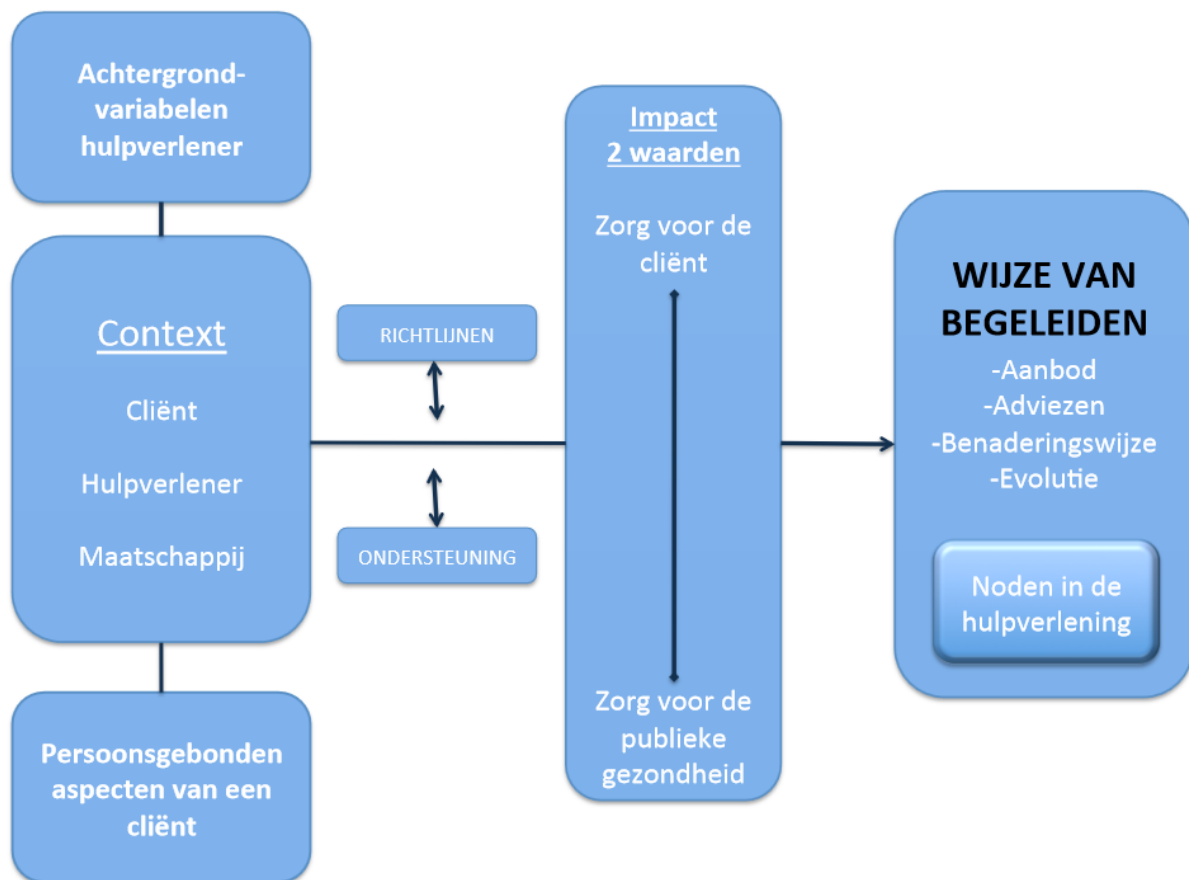 Achtergrond-
variabelen
hulpverlener
Context
Cliënt
Hulpverlener
Maatschappij
Persoonsgebonden
aspecten van een
cliënt
RICHTLIJNEN
ONDERSTEUNING
Impact
2 waarden
Zorg voor de
cliënt
Zorg voor de
publieke
gezondheid
WIJZE VAN
BEGELEIDEN
-Aanbod
-Adviezen
-Benaderingswijze
-Evolutie
Noden in de
hulpverlening